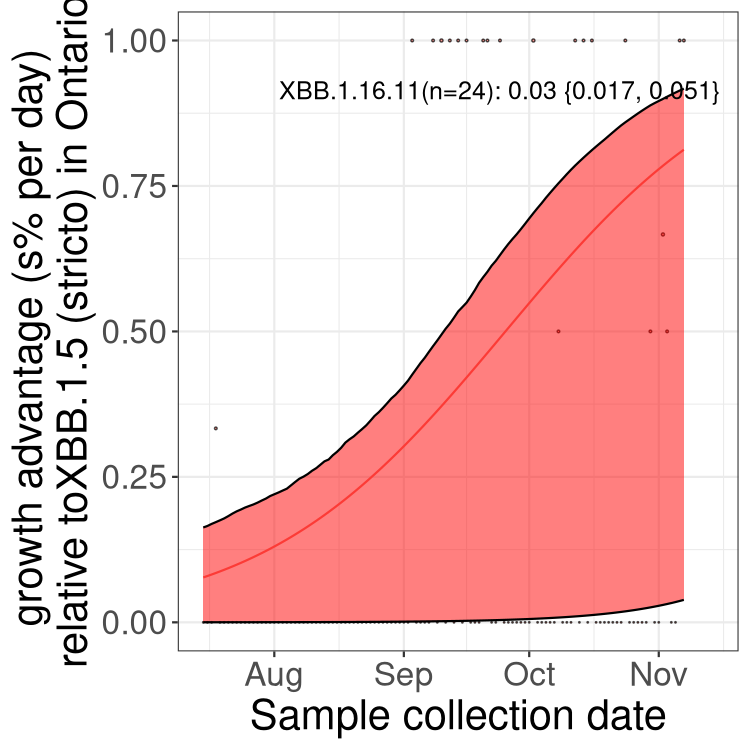 growth advantage (s% per day)
relative toXBB.1.5 (stricto) in Ontario
1.00
0.75
0.50
0.25
0.00
XBB.1.16.11(n=24): 0.03 {0.017, 0.051}
Aug Sep Oct Nov
Sample collection date